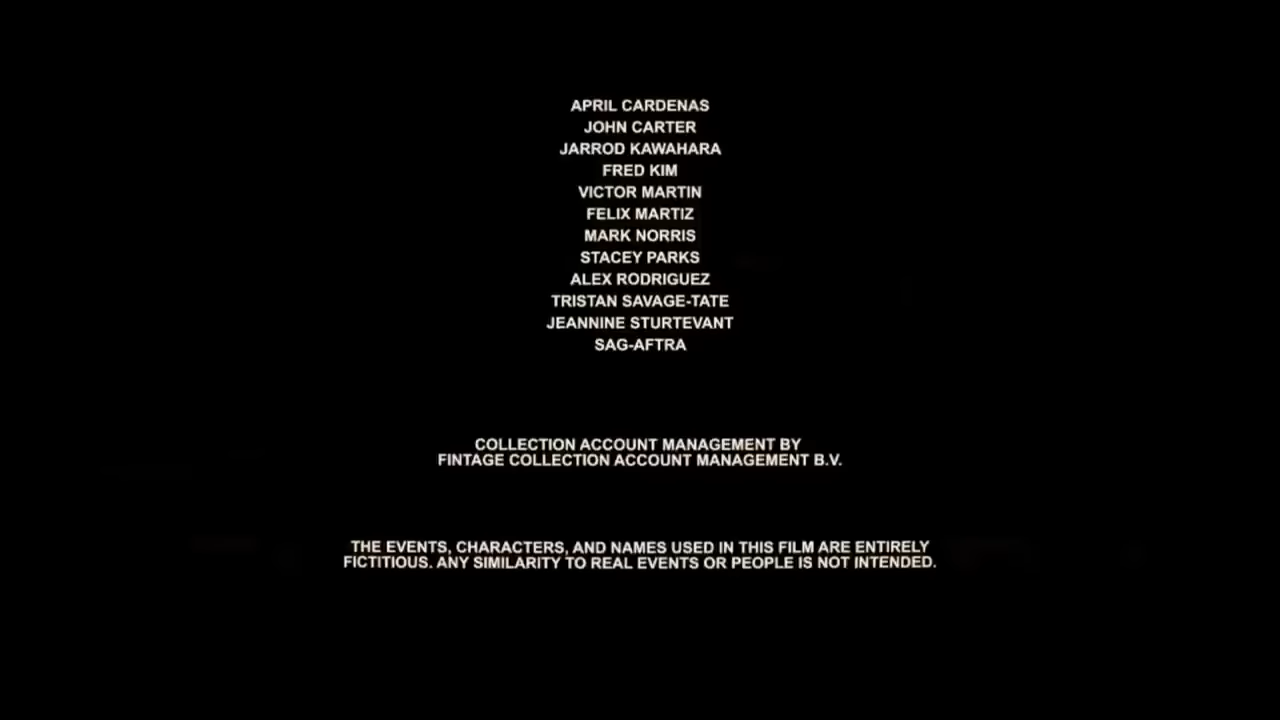 APRIL CARDENAS
JOHN CARTER
JARROD KAWAHARA
FRED KIM
VICTOR MARTIN
FELIX MARTIZ
MARK NORRIS
STACEY PARKS
ALEX RODRIGUEZ
TRISTAN SAVAGE-TATE
JEANNINE STURTEVANT
SAG-AFTRA
COLLECTION ACCOUNT MANAGEMENT BY
FINTAGE COLLECTION ACCOUNT MANAGEMENT B.V.
THE EVENTS, CHARACTERS, AND NAMES USED IN THIS FILM ARE ENTIRELY
FICTITIOUS. ANY SIMILARITY TO REAL EVENTS OR PEOPLE IS NOT INTENDED.